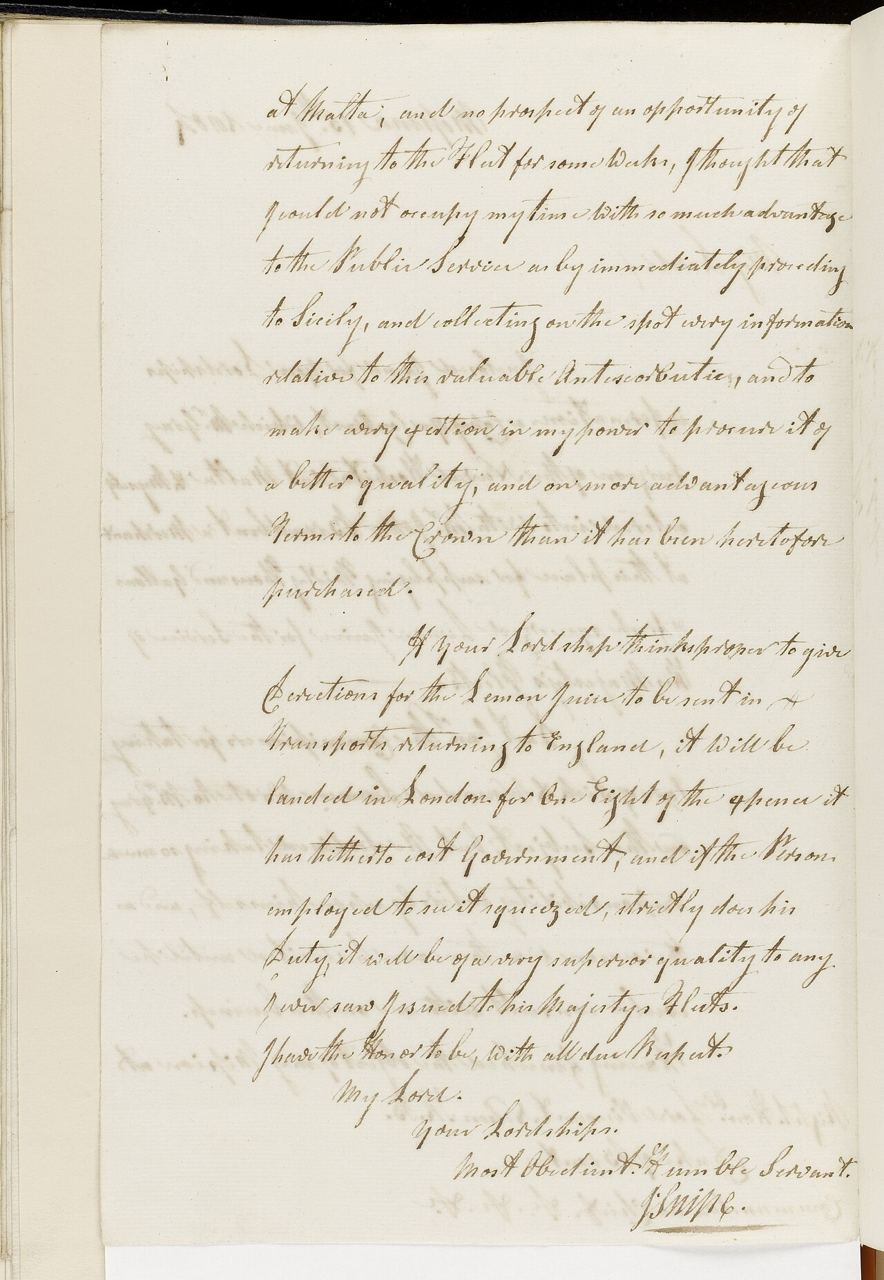 at Malta, and no prospect of an opportunity of
returning to the Fleet for some Weeks, I thought that
I could not occupy my time with so much advantage
to the Public Service as by immediately proceeding
to Sicily, and collecting on the spot every information
relative to this valuable Antiscorbutic, and to
make every exertion in my power to procure it of
a better quality, and on more advantageous
Terms to the Crown than it has been heretofore
purchased.
If your Lordship thinks proper to give
Directions for the Lemon Juice to be sent in
Transports returning to England, it will be
landed in London for One Eight of the expence it
has hitherto cost Government, and if the Person
employed to see it squeezed, strictly does his
Duty, it will be of a very superior quality to any
I ever saw Issued to his Majestys Fleets.
I have the Honor to be, with all due Respect.
My Lord.
Your Lordships.
Most Obedient. Humble Servant.
J Snipe.